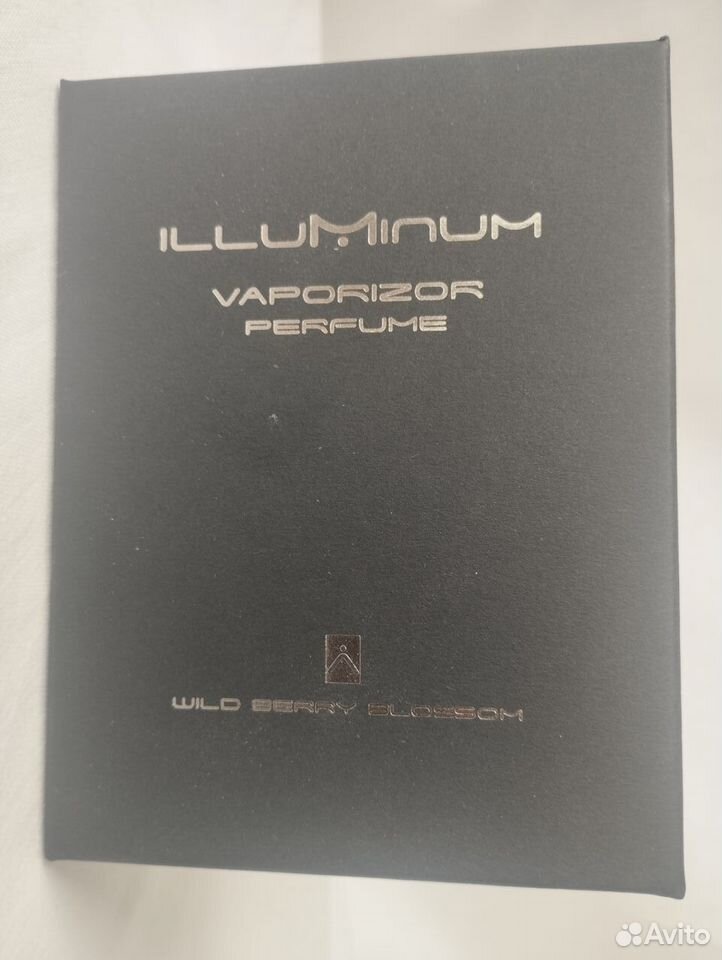 ILLUMINUM
VAPORIZOR
PERFUME
WILD BERRY BLOSSOM
Avito